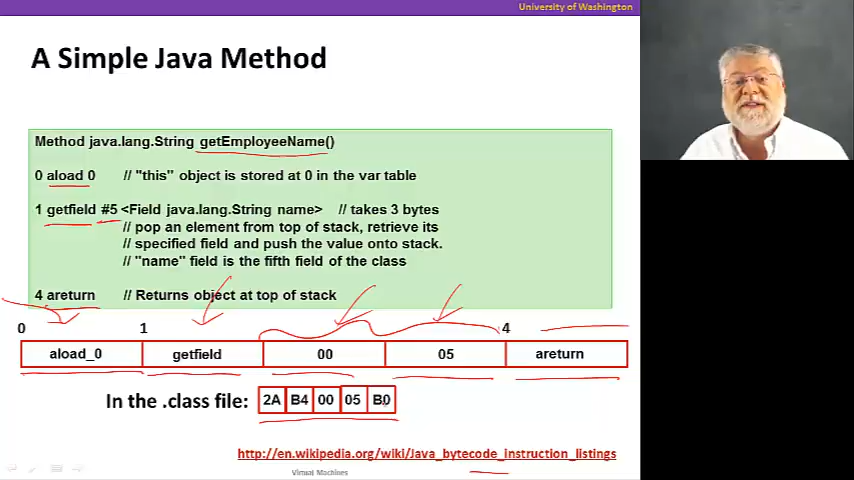 University of Washington
A Simple Java Method
Method java.lang.String getEmployeeName()
0 aload 0 // "this" object is stored at 0 in the var table
1 getfield #5 <Field java.lang.String name> // takes 3 bytes
// pop an element from top of stack, retrieve its
// specified field and push the value onto stack.
// "name" field is the fifth field of the class
4 areturn // Returns object at top of stack
0 1 4
aload_0 getfield 00 05 areturn
In the .class file: 2A B4 00 05 B0
http://en.wikipedia.org/wiki/Java_bytecode_instruction_listings
Virtual Machines